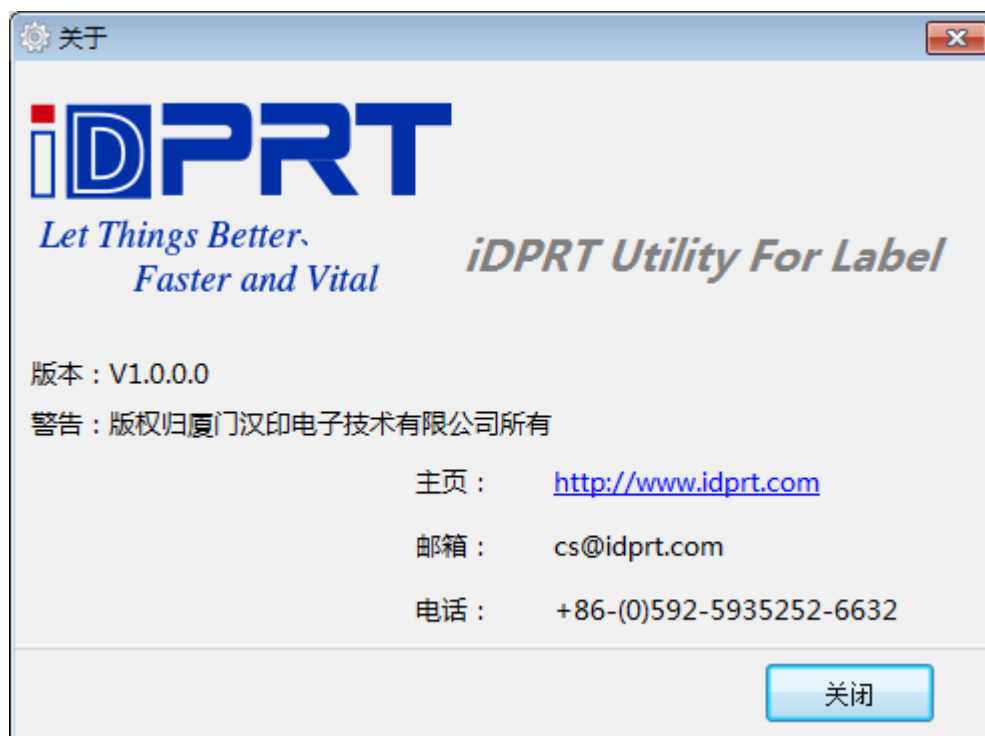 关于
iDPRT
Let Things Better、
Faster and Vital
iDPRT Utility For Label
版本：V1.0.0.0
警告：版权归厦门汉印电子技术有限公司所有
主页： http://www.idprt.com
邮箱： cs@idprt.com
电话： +86-(0)592-5935252-6632
关闭